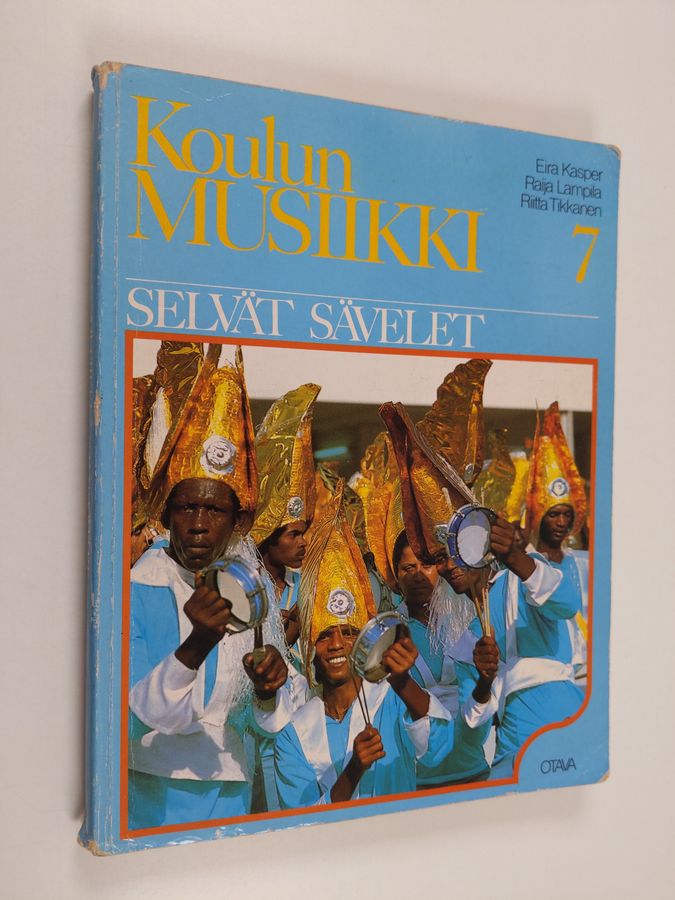 Koulun
MUSIIKKI
Eira Kasper
Raija Lampila
Riitta Tikkanen
7
SELVÄT SÄVELET
OTAVA